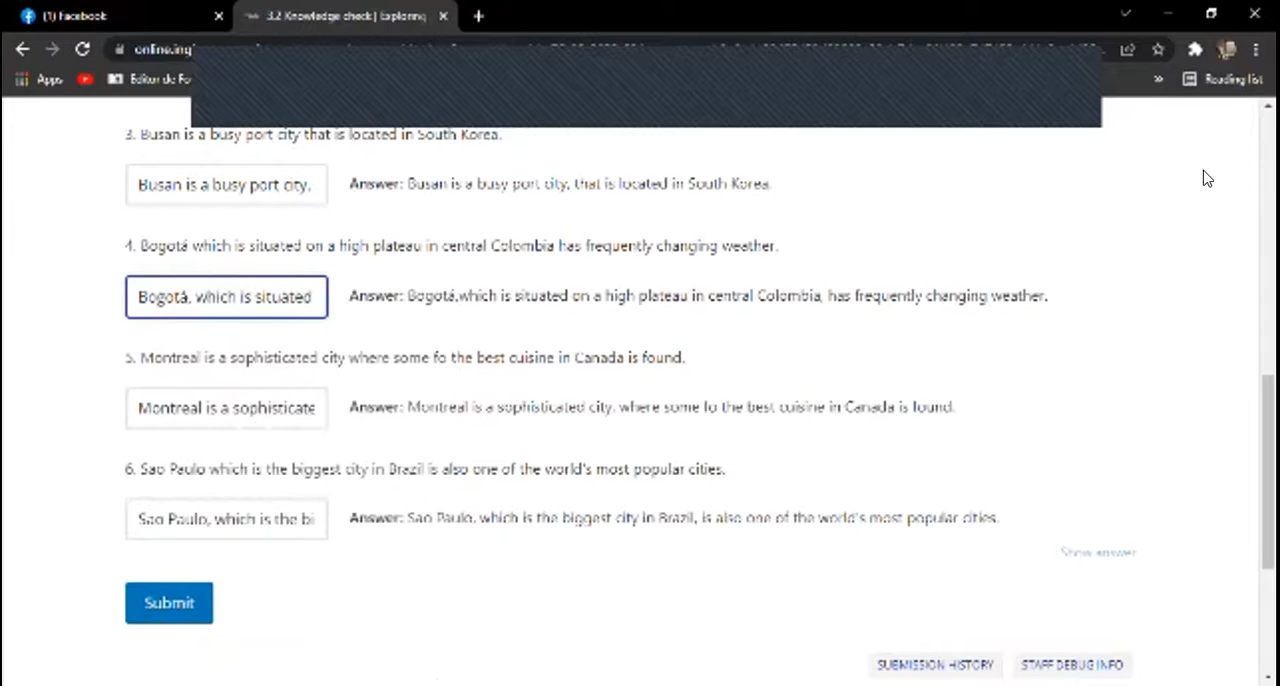 (1) Facebook
3.2 Knowledge check | Exploring
Apps
Editor de Fo
Reading list
3. Busan is a busy port city that is located in South Korea.
Busan is a busy port city, Answer: Busan is a busy port city, that is located in South Korea.
4. Bogotá which is situated on a high plateau in central Colombia has frequently changing weather.
Bogotá, which is situated Answer: Bogotá,which is situated on a high plateau in central Colombia, has frequently changing weather.
5. Montreal is a sophisticated city where some fo the best cuisine in Canada is found.
Montreal is a sophisticate Answer: Montreal is a sophisticated city, where some fo the best cuisine in Canada is found.
6. Sao Paulo which is the biggest city in Brazil is also one of the world's most popular cities.
Sao Paulo, which is the bi Answer: Sao Paulo, which is the biggest city in Brazil, is also one of the world's most popular cities.
Show answer
Submit
SUBMISSION HISTORY STAFF DEBUG INFO